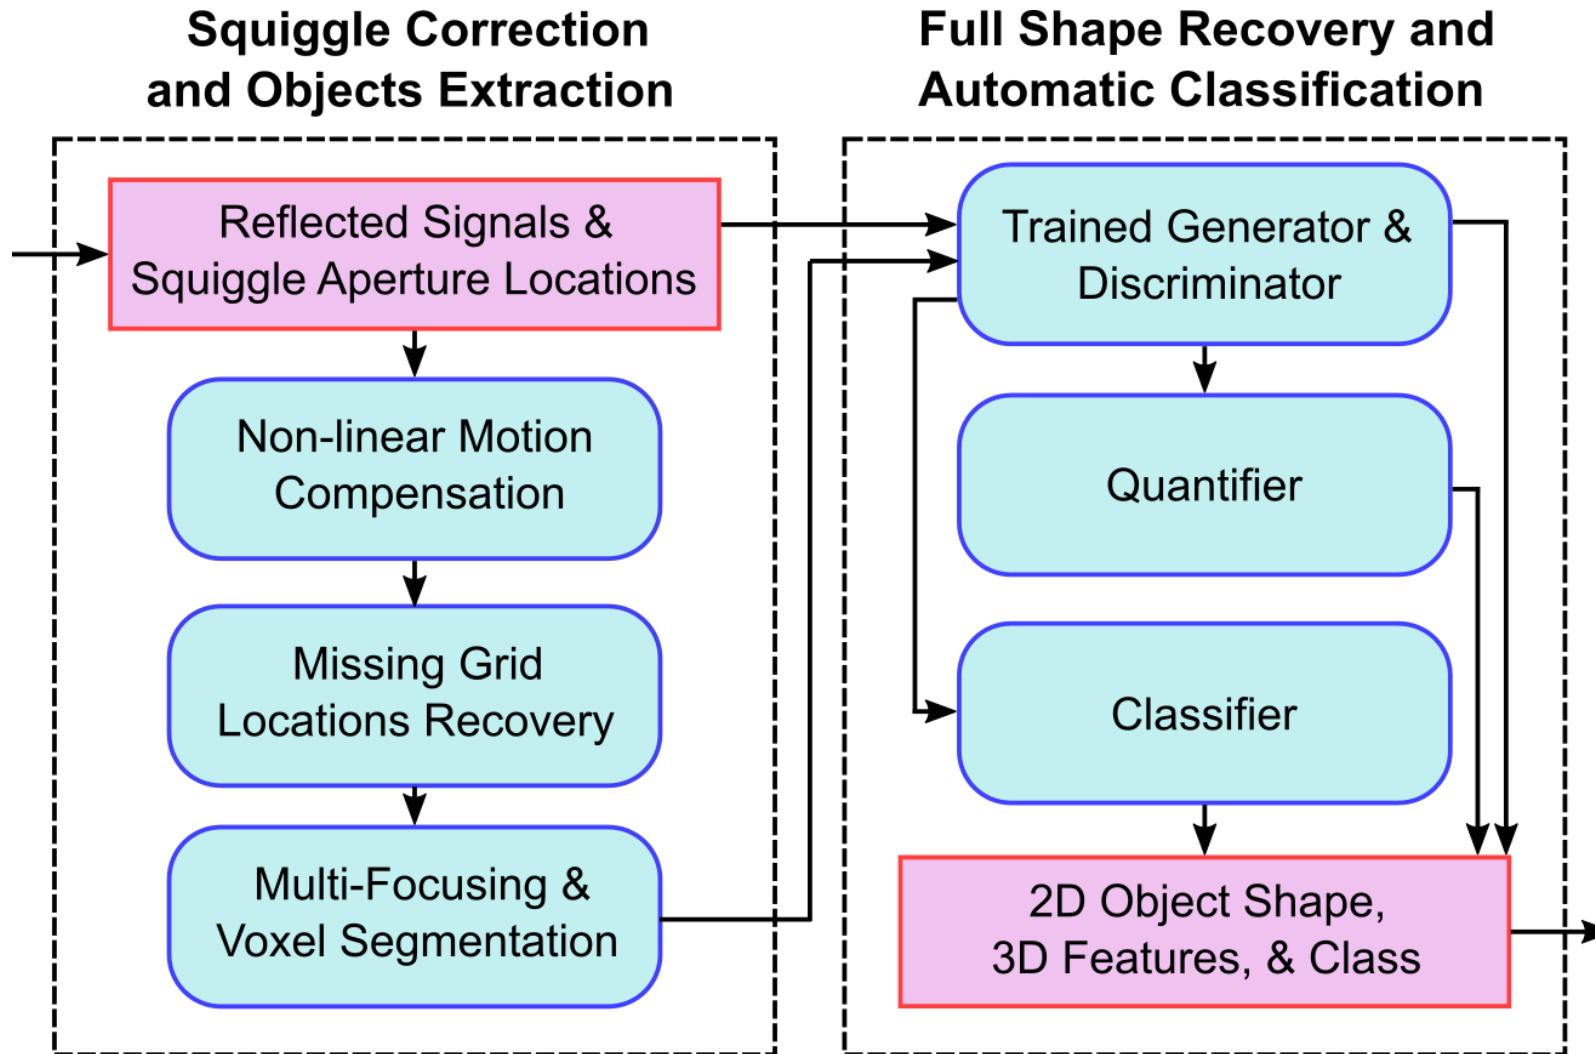 Squiggle Correction
and Objects Extraction
Reflected Signals &
Squiggle Aperture Locations
Non-linear Motion
Compensation
Missing Grid
Locations Recovery
Multi-Focusing &
Voxel Segmentation
Full Shape Recovery and
Automatic Classification
Trained Generator &
Discriminator
Quantifier
Classifier
2D Object Shape,
3D Features, & Class